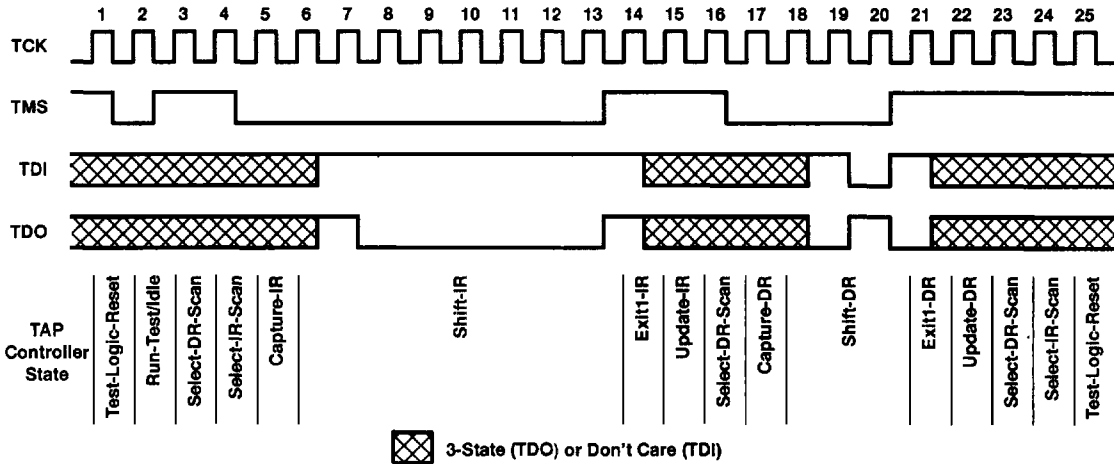 1 2 3 4 5 6 7 8 9 10 11 12 13 14 15 16 17 18 19 20 21 22 23 24 25
TCK
TMS
TDI
TDO
TAP
Controller
State
Test-Logic-Reset
Run-Test/Idle
Select-DR-Scan
Select-IR-Scan
Capture-IR
Shift-IR
Exit1-IR
Update-IR
Select-DR-Scan
Capture-DR
Shift-DR
Exit1-DR
Update-DR
Select-DR-Scan
Select-IR-Scan
Test-Logic-Reset
3-State (TDO) or Don't Care (TDI)